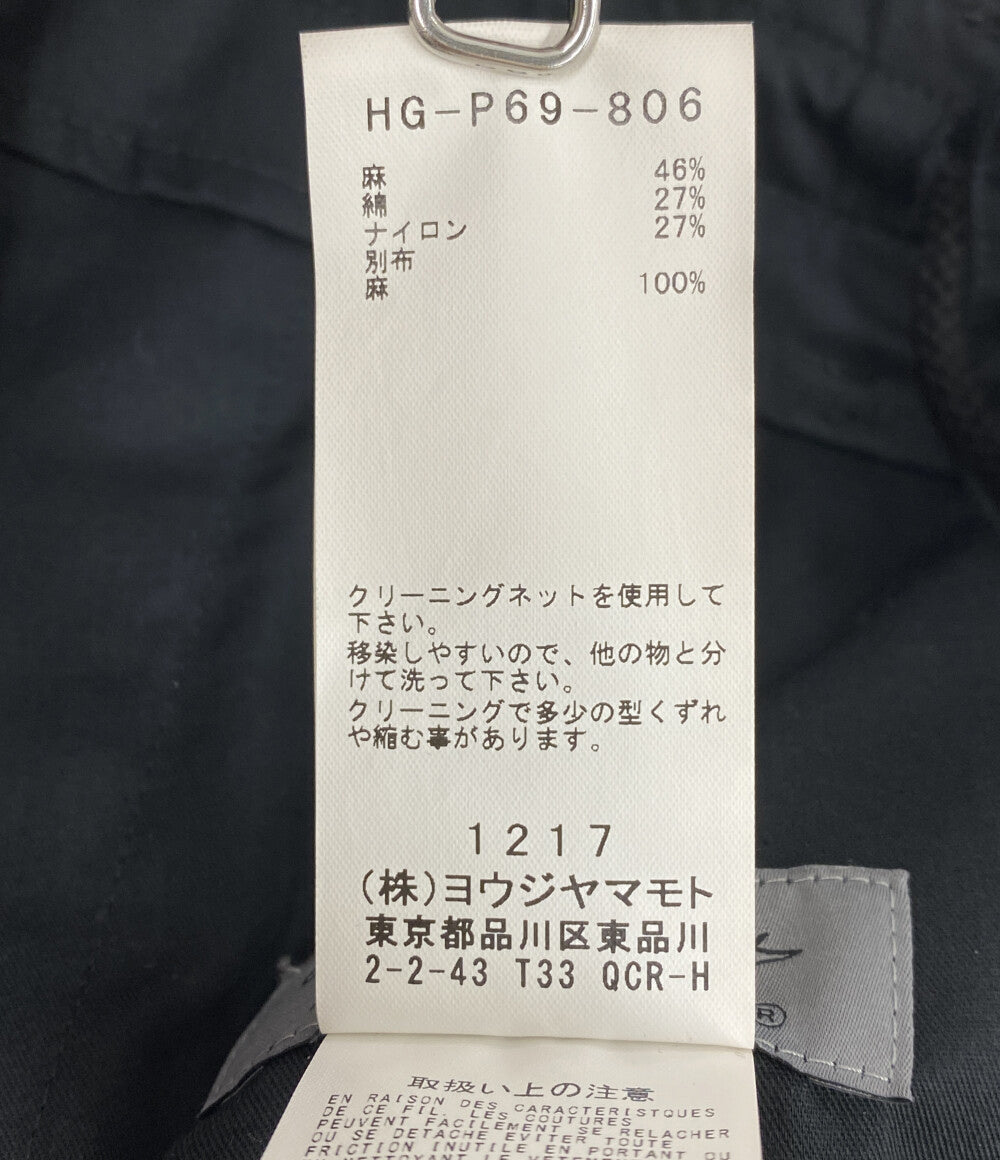 HG-P69-806
麻 46%
綿 27%
ナイロン 27%
別布
麻 100%
クリーニングネットを使用して
下さい。
移染しやすいので、他の物と分
けて洗って下さい。
クリーニングで多少の型くずれ
や縮む事があります。
1217
(株)ヨウジヤマモト
東京都品川区東品川
2-2-43 T33 QCR-H
®
取扱い上の注意
EN RAISON DES CARACTERISTQUES
DE CE FIL. LES COUTURES
PEUVENT FACILEMENT SE RELACHER
OU SE DETACHE EVITER TOUTE
FRICTION INUTILE EN PORTANT OU